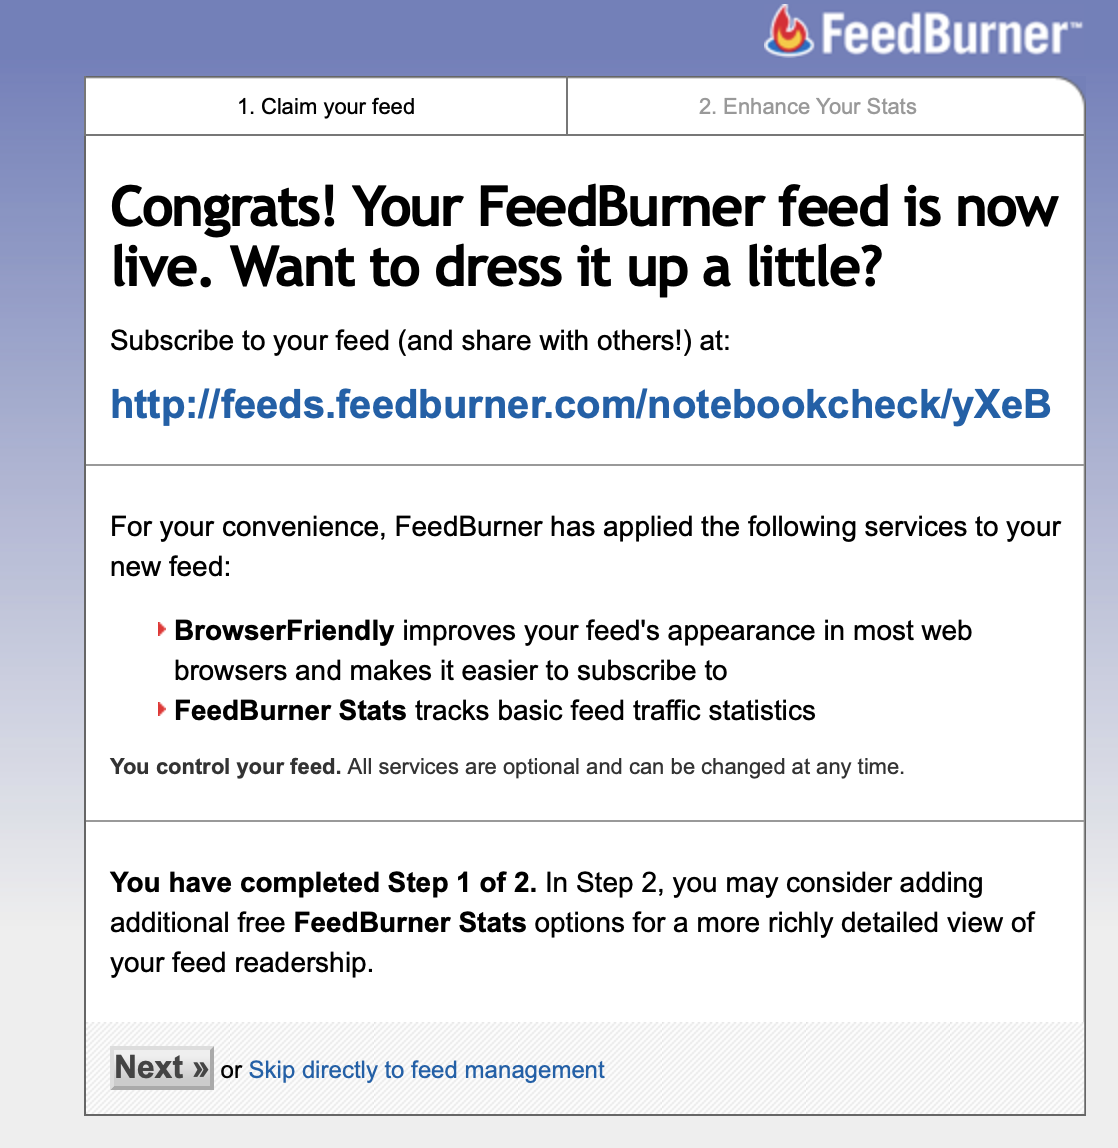 FeedBurner™
1. Claim your feed
2. Enhance Your Stats
Congrats! Your FeedBurner feed is now
live. Want to dress it up a little?
Subscribe to your feed (and share with others!) at:
http://feeds.feedburner.com/notebookcheck/yXeB
For your convenience, FeedBurner has applied the following services to your
new feed:
BrowserFriendly improves your feed's appearance in most web
browsers and makes it easier to subscribe to
FeedBurner Stats tracks basic feed traffic statistics
You control your feed. All services are optional and can be changed at any time.
You have completed Step 1 of 2. In Step 2, you may consider adding
additional free FeedBurner Stats options for a more richly detailed view of
your feed readership.
Next » or Skip directly to feed management